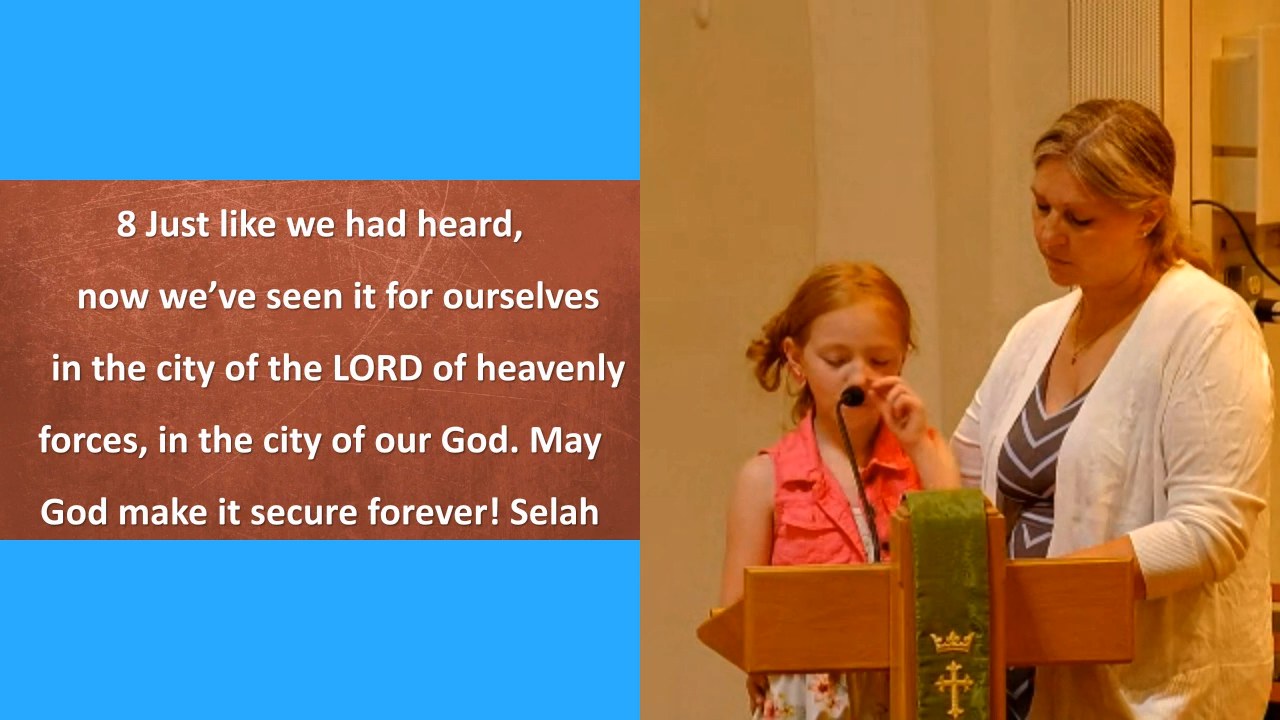 8 Just like we had heard,
now we’ve seen it for ourselves
in the city of the LORD of heavenly
forces, in the city of our God. May
God make it secure forever! Selah